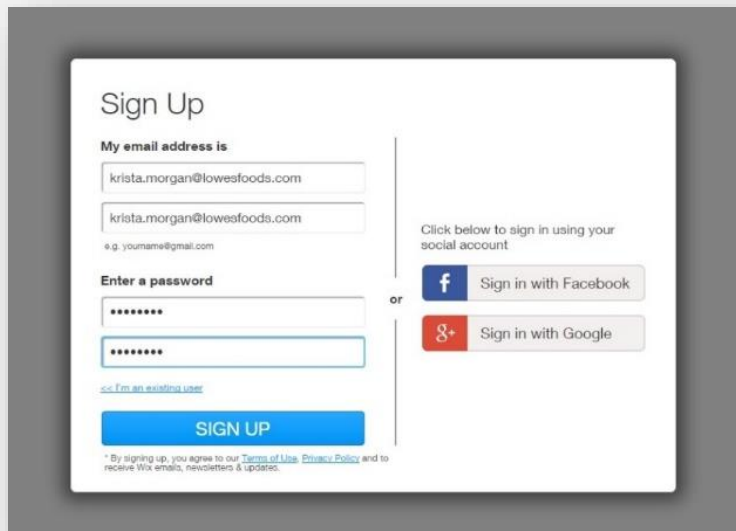 Sign Up
My email address is
krista.morgan@lowesfoods.com
krista.morgan@lowesfoods.com
e.g. yourname@gmail.com
Enter a password
••••••••
••••••••
<< I'm an existing user
SIGN UP
* By signing up, you agree to our Terms of Use, Privacy Policy and to
receive Wix emails, newsletters & updates.
or
Click below to sign in using your
social account
f Sign in with Facebook
g+ Sign in with Google